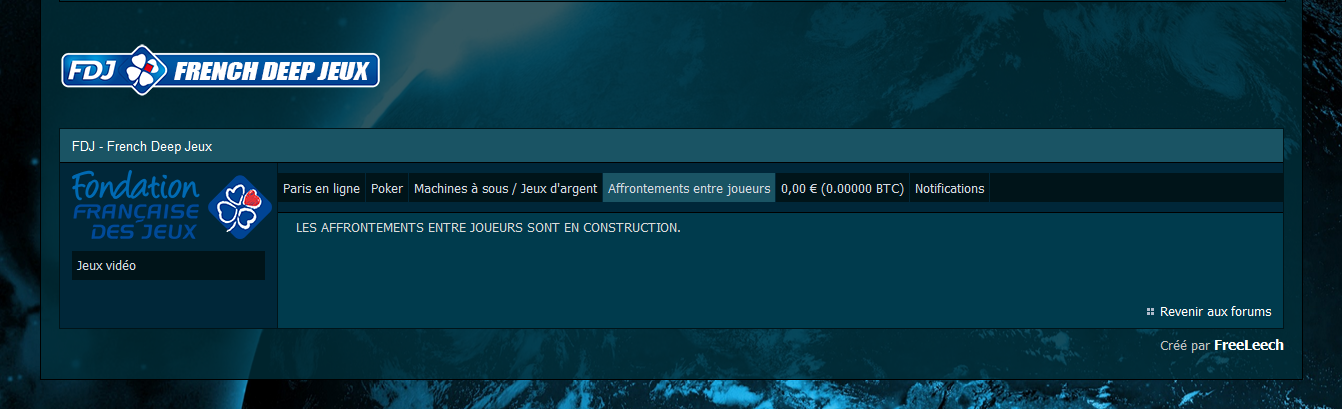 FDJ FRENCH DEEP JEUX
FDJ - French Deep Jeux
Fondation
FRANÇAISE
DES JEUX
Paris en ligne Poker Machines à sous / Jeux d'argent Affrontements entre joueurs 0,00 € (0.00000 BTC) Notifications
LES AFFRONTEMENTS ENTRE JOUEURS SONT EN CONSTRUCTION.
Jeux vidéo
Revenir aux forums
Créé par FreeLeech